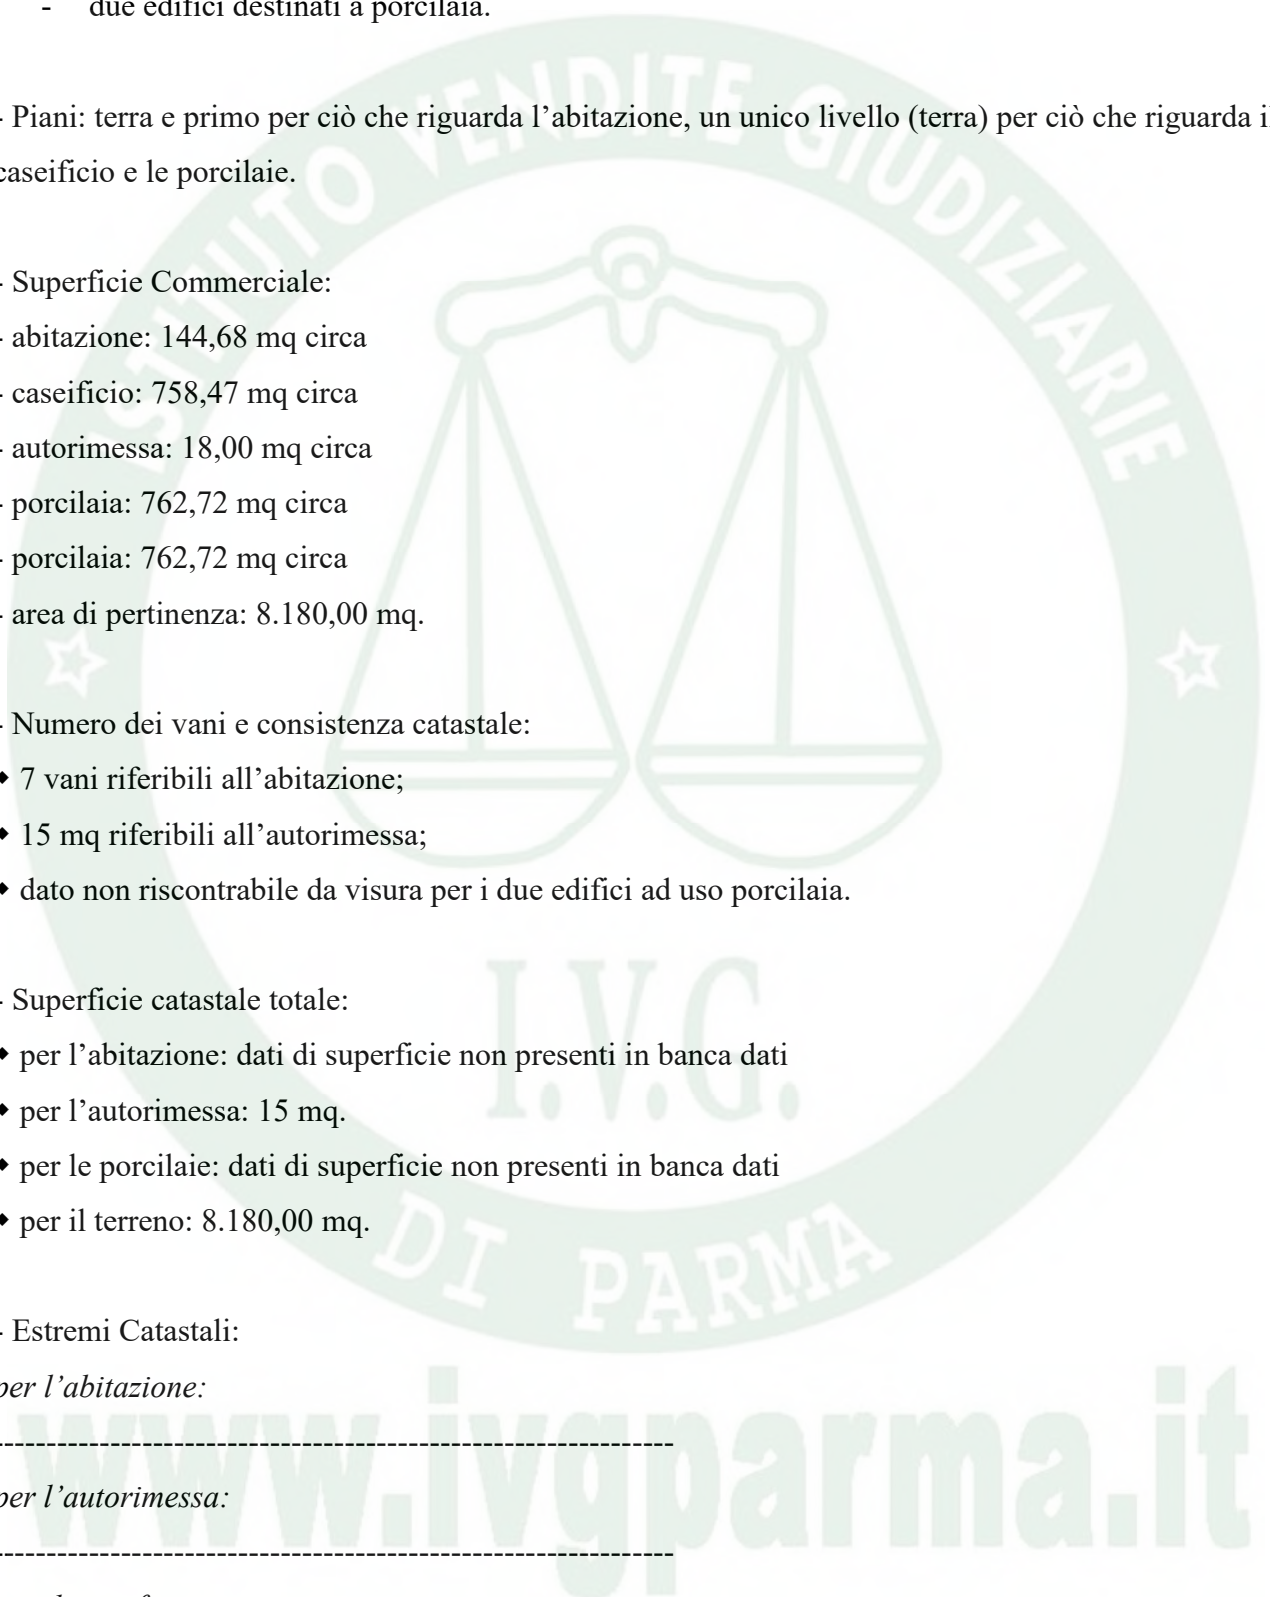 - due edifici destinati a porcilaia.
- Piani: terra e primo per ciò che riguarda l’abitazione, un unico livello (terra) per ciò che riguarda il
caseificio e le porcilaie.
- Superficie Commerciale:
- abitazione: 144,68 mq circa
- caseificio: 758,47 mq circa
- autorimessa: 18,00 mq circa
- porcilaia: 762,72 mq circa
- porcilaia: 762,72 mq circa
- area di pertinenza: 8.180,00 mq.
- Numero dei vani e consistenza catastale:
◆ 7 vani riferibili all’abitazione;
◆ 15 mq riferibili all’autorimessa;
◆ dato non riscontrabile da visura per i due edifici ad uso porcilaia.
- Superficie catastale totale:
◆ per l’abitazione: dati di superficie non presenti in banca dati
◆ per l’autorimessa: 15 mq.
◆ per le porcilaie: dati di superficie non presenti in banca dati
◆ per il terreno: 8.180,00 mq.
- Estremi Catastali:
per l’abitazione:
----------------------------------------------------------------
per l’autorimessa:
----------------------------------------------------------------
ISTITUTO VENDITE GIUDIZIARIE
I.V.G.
DI PARMA
www.ivgparma.it